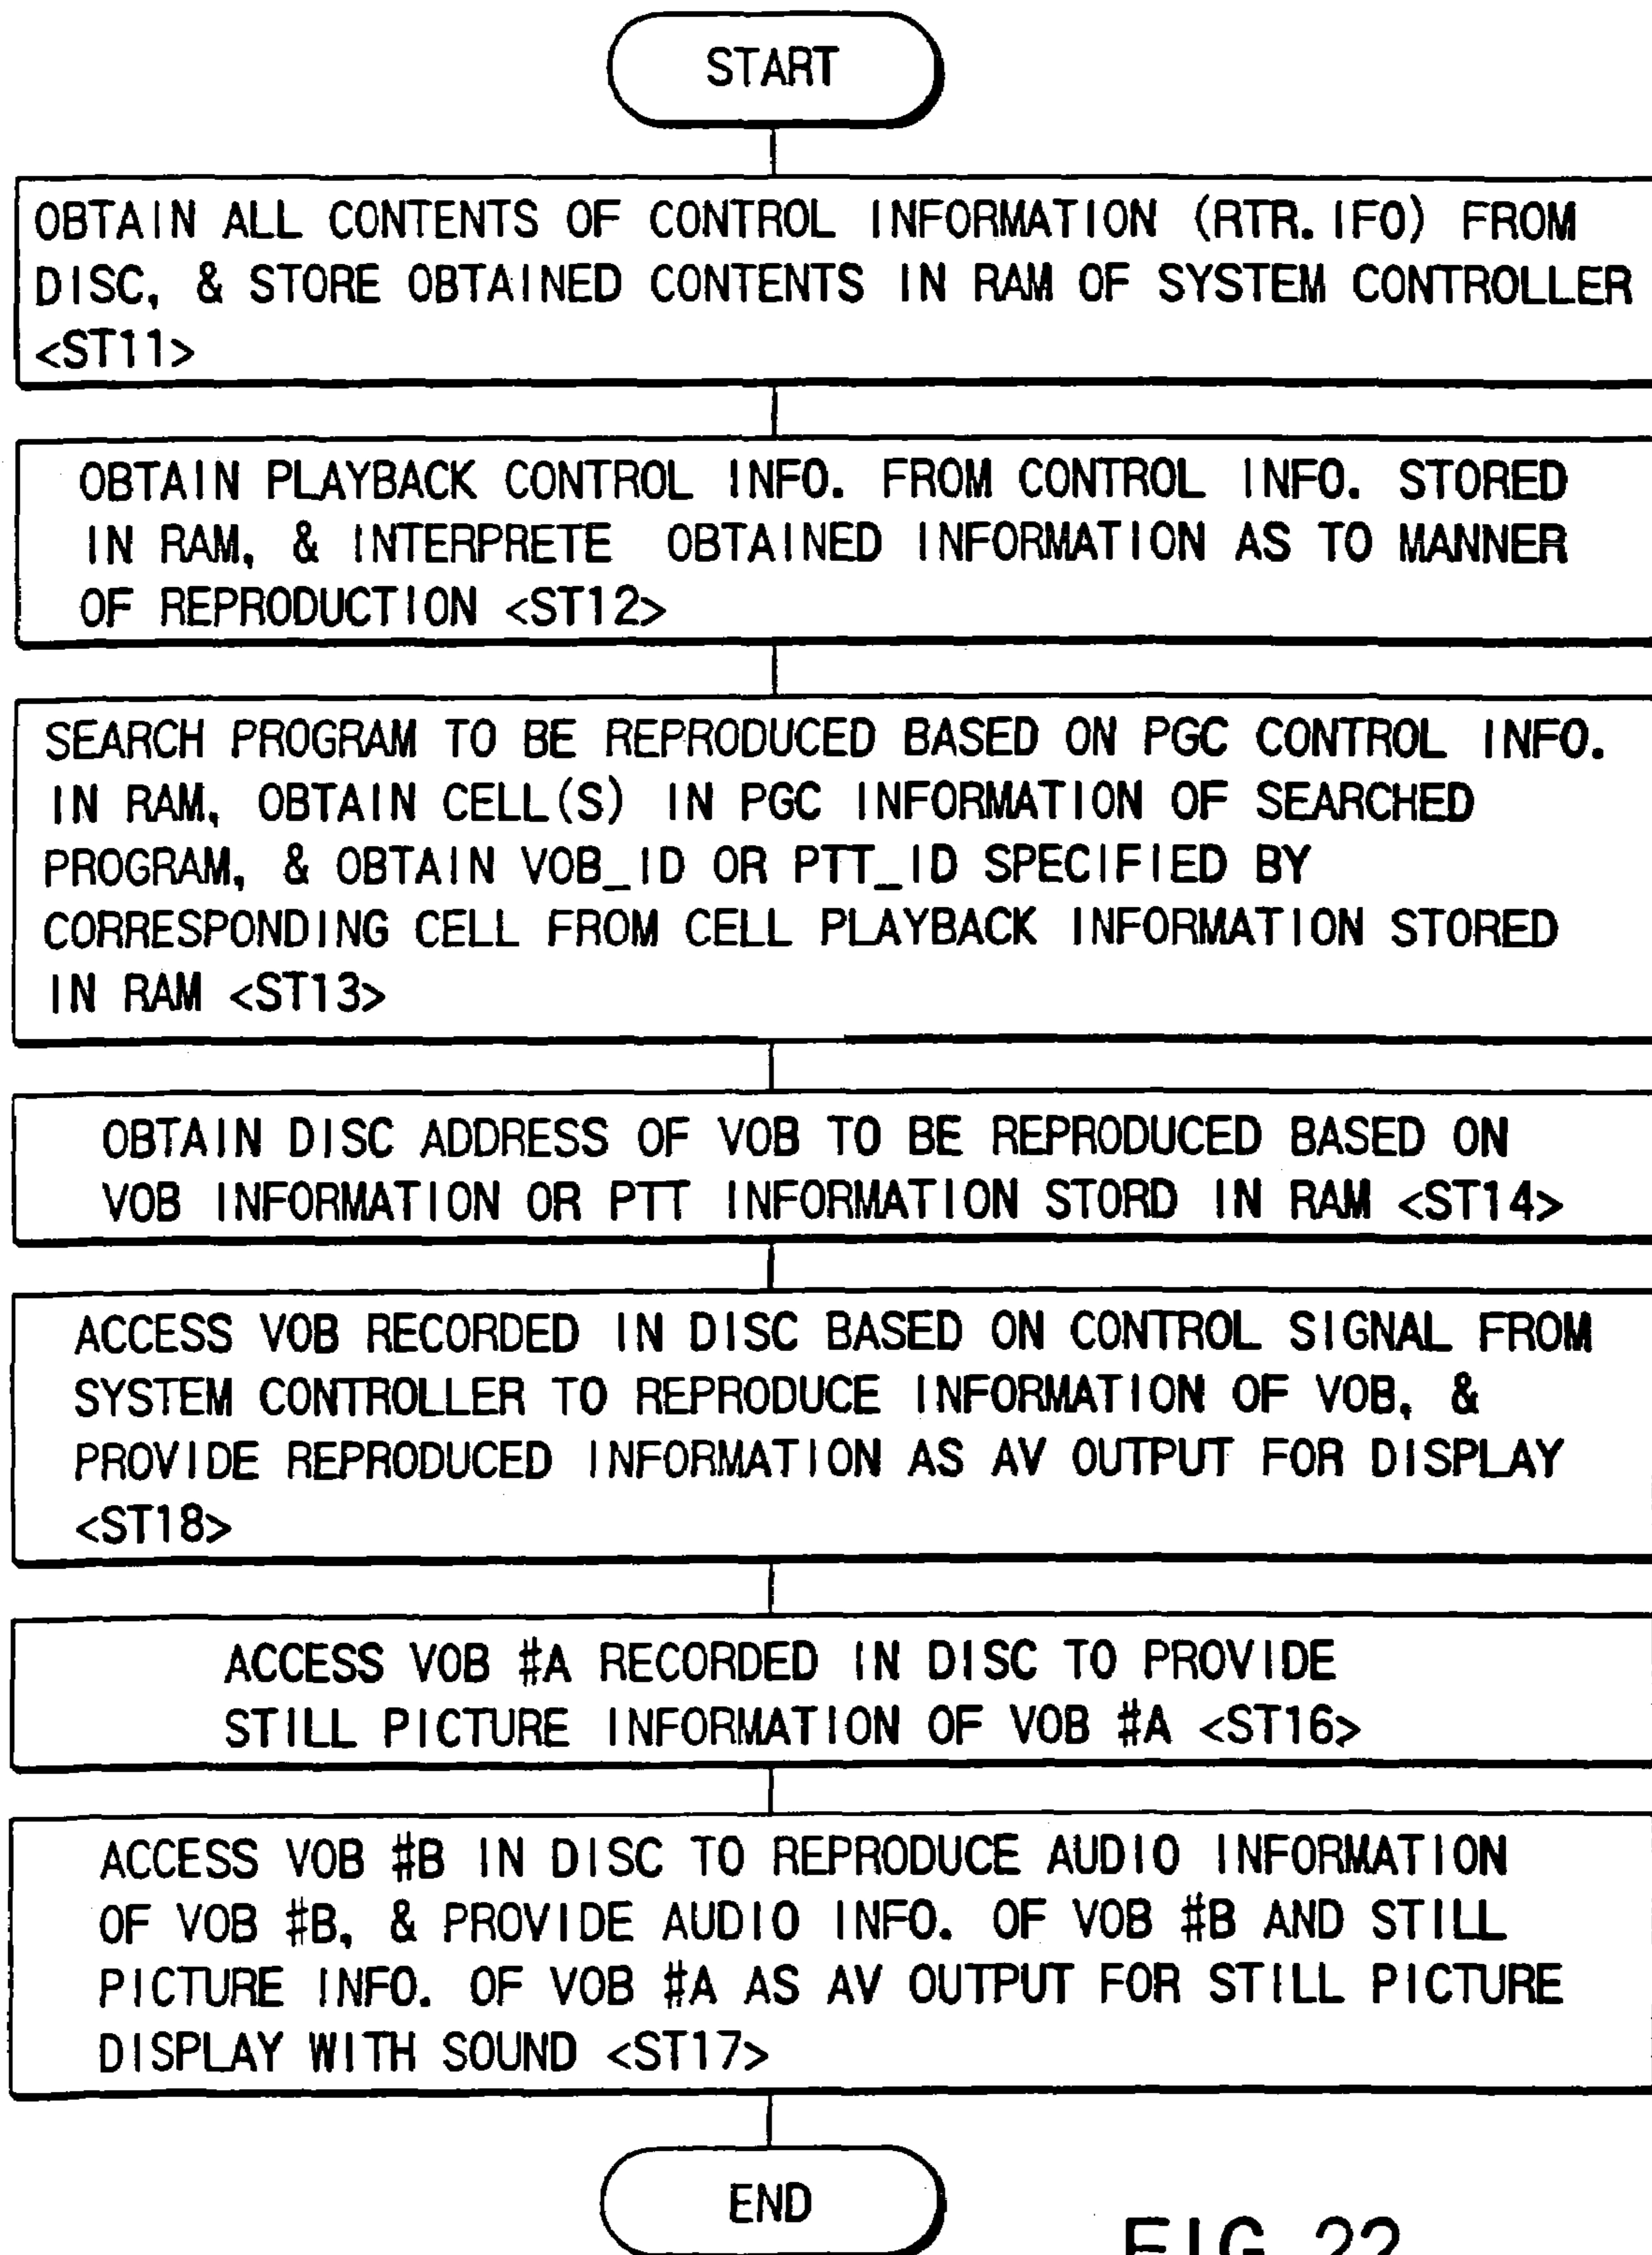 START
OBTAIN ALL CONTENTS OF CONTROL INFORMATION (RTR.IFO) FROM
DISC, & STORE OBTAINED CONTENTS IN RAM OF SYSTEM CONTROLLER
<ST11>
OBTAIN PLAYBACK CONTROL INFO. FROM CONTROL INFO. STORED
IN RAM, & INTERPRETE OBTAINED INFORMATION AS TO MANNER
OF REPRODUCTION <ST12>
SEARCH PROGRAM TO BE REPRODUCED BASED ON PGC CONTROL INFO.
IN RAM, OBTAIN CELL(S) IN PGC INFORMATION OF SEARCHED
PROGRAM, & OBTAIN VOB_ID OR PTT_ID SPECIFIED BY
CORRESPONDING CELL FROM CELL PLAYBACK INFORMATION STORED
IN RAM <ST13>
OBTAIN DISC ADDRESS OF VOB TO BE REPRODUCED BASED ON
VOB INFORMATION OR PTT INFORMATION STORD IN RAM <ST14>
ACCESS VOB RECORDED IN DISC BASED ON CONTROL SIGNAL FROM
SYSTEM CONTROLLER TO REPRODUCE INFORMATION OF VOB, &
PROVIDE REPRODUCED INFORMATION AS AV OUTPUT FOR DISPLAY
<ST18>
ACCESS VOB #A RECORDED IN DISC TO PROVIDE
STILL PICTURE INFORMATION OF VOB #A <ST16>
ACCESS VOB #B IN DISC TO REPRODUCE AUDIO INFORMATION
OF VOB #B, & PROVIDE AUDIO INFO. OF VOB #B AND STILL
PICTURE INFO. OF VOB #A AS AV OUTPUT FOR STILL PICTURE
DISPLAY WITH SOUND <ST17>
END
FIG. 22